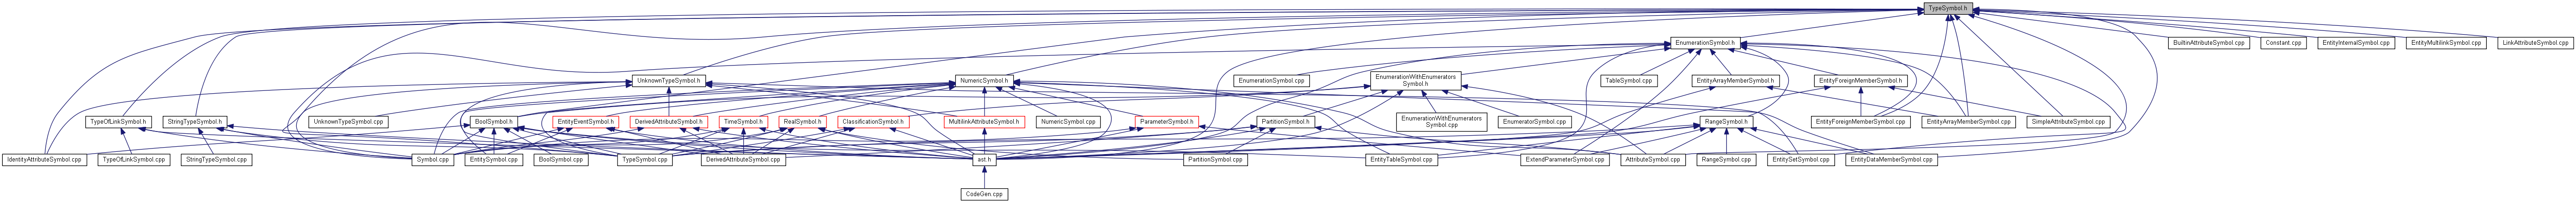 TypeSymbol.h
EnumerationSymbol.h
BuiltinAttributeSymbol.cpp
Constant.cpp
EntityInternalSymbol.cpp
EntityMultilinkSymbol.cpp
LinkAttributeSymbol.cpp
UnknownTypeSymbol.h
NumericSymbol.h
EnumerationSymbol.cpp
EnumerationWithEnumerators
Symbol.h
TableSymbol.cpp
EntityArrayMemberSymbol.h
EntityForeignMemberSymbol.h
TypeOfLinkSymbol.h
StringTypeSymbol.h
UnknownTypeSymbol.cpp
BoolSymbol.h
EntityEventSymbol.h
DerivedAttributeSymbol.h
TimeSymbol.h
RealSymbol.h
ClassificationSymbol.h
MultilinkAttributeSymbol.h
NumericSymbol.cpp
ParameterSymbol.h
PartitionSymbol.h
EnumerationWithEnumerators
Symbol.cpp
EnumeratorSymbol.cpp
RangeSymbol.h
EntityForeignMemberSymbol.cpp
EntityArrayMemberSymbol.cpp
SimpleAttributeSymbol.cpp
IdentityAttributeSymbol.cpp
TypeOfLinkSymbol.cpp
StringTypeSymbol.cpp
Symbol.cpp
EntitySymbol.cpp
BoolSymbol.cpp
TypeSymbol.cpp
DerivedAttributeSymbol.cpp
ast.h
PartitionSymbol.cpp
EntityTableSymbol.cpp
ExtendParameterSymbol.cpp
AttributeSymbol.cpp
RangeSymbol.cpp
EntitySetSymbol.cpp
EntityDataMemberSymbol.cpp
CodeGen.cpp